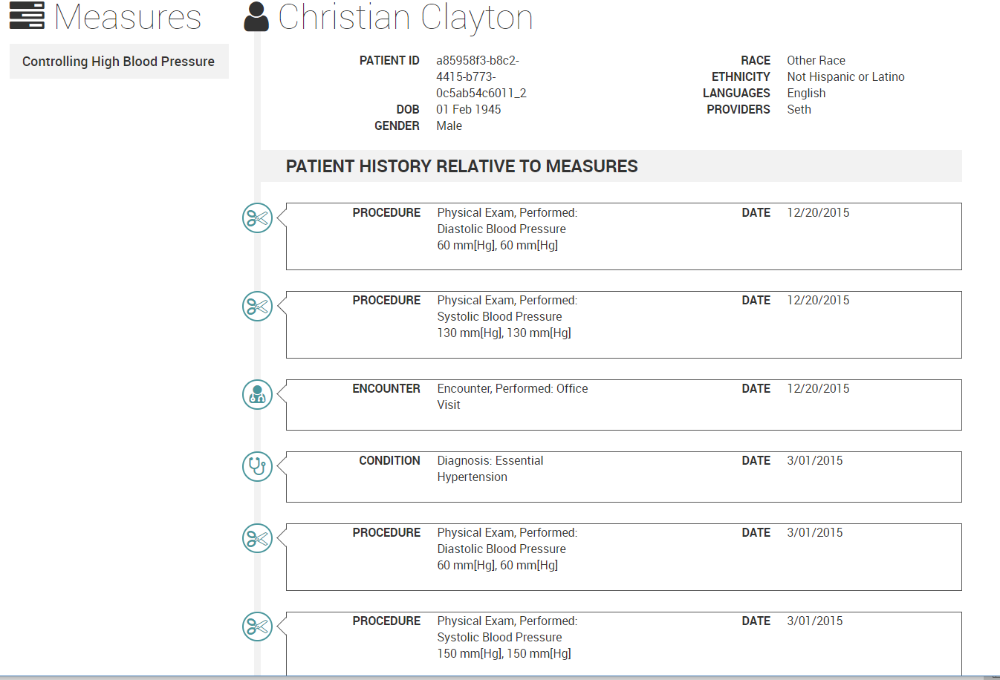 Measures
Christian Clayton
Controlling High Blood Pressure
PATIENT ID a85958f3-b8c2-
4415-b773-
0c5ab54c6011_2
DOB 01 Feb 1945
GENDER Male
RACE Other Race
ETHNICITY Not Hispanic or Latino
LANGUAGES English
PROVIDERS Seth
PATIENT HISTORY RELATIVE TO MEASURES
PROCEDURE Physical Exam, Performed: DATE 12/20/2015
Diastolic Blood Pressure
60 mm[Hg], 60 mm[Hg]
PROCEDURE Physical Exam, Performed: DATE 12/20/2015
Systolic Blood Pressure
130 mm[Hg], 130 mm[Hg]
ENCOUNTER Encounter, Performed: Office DATE 12/20/2015
Visit
CONDITION Diagnosis: Essential DATE 3/01/2015
Hypertension
PROCEDURE Physical Exam, Performed: DATE 3/01/2015
Diastolic Blood Pressure
60 mm[Hg], 60 mm[Hg]
PROCEDURE Physical Exam, Performed: DATE 3/01/2015
Systolic Blood Pressure
150 mm[Hg], 150 mm[Hg]